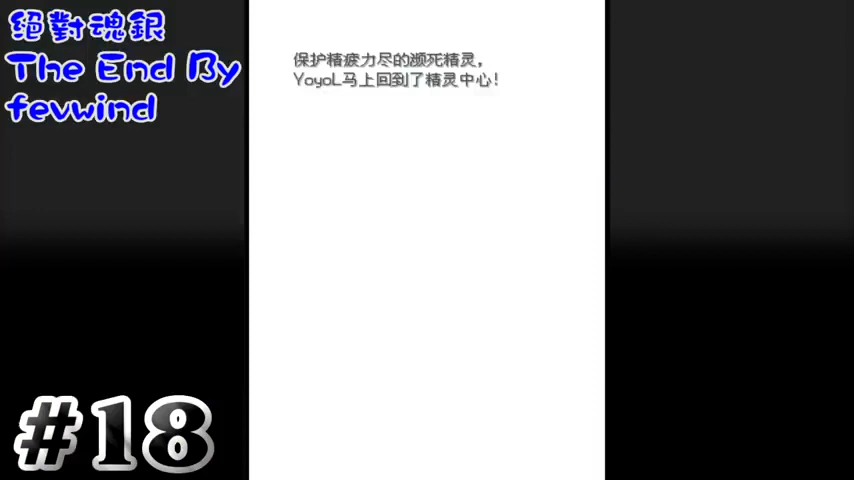 絕對魂銀
The End By
fevwind
保护精疲力尽的濒死精灵，
YoyoL马上回到了精灵中心！
#18